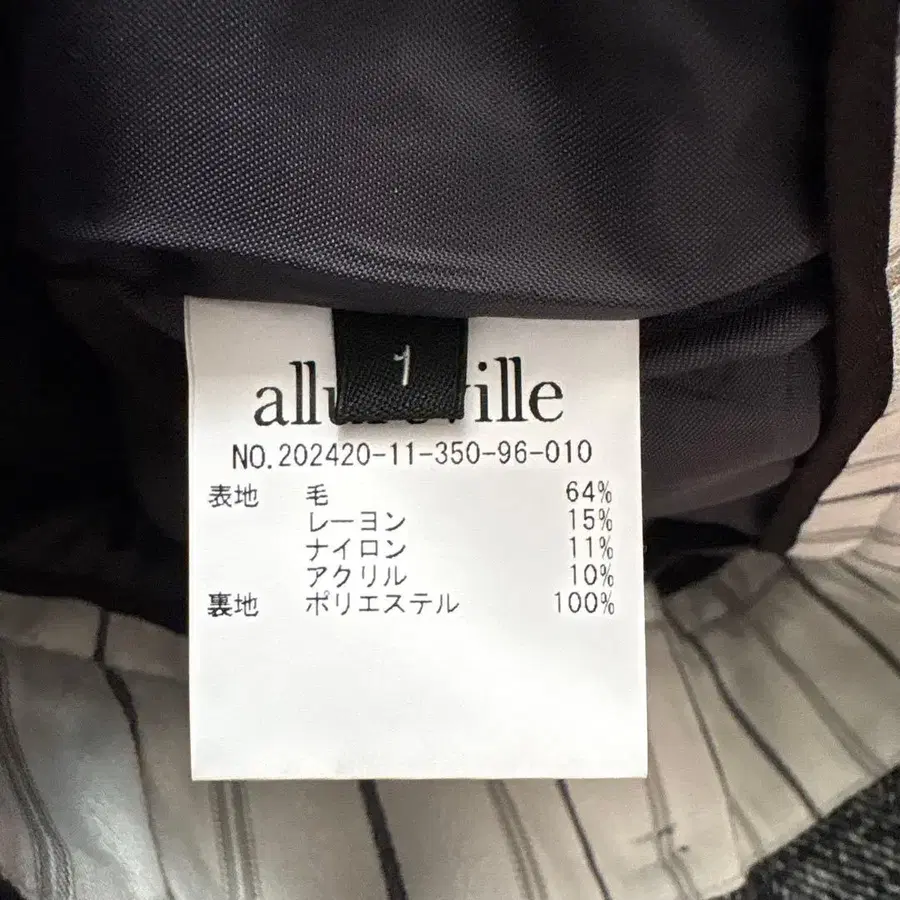 1
NO.202420-11-350-96-010
表地 毛 64%
レーヨン 15%
ナイロン 11%
アクリル 10%
裏地 ポリエステル 100%